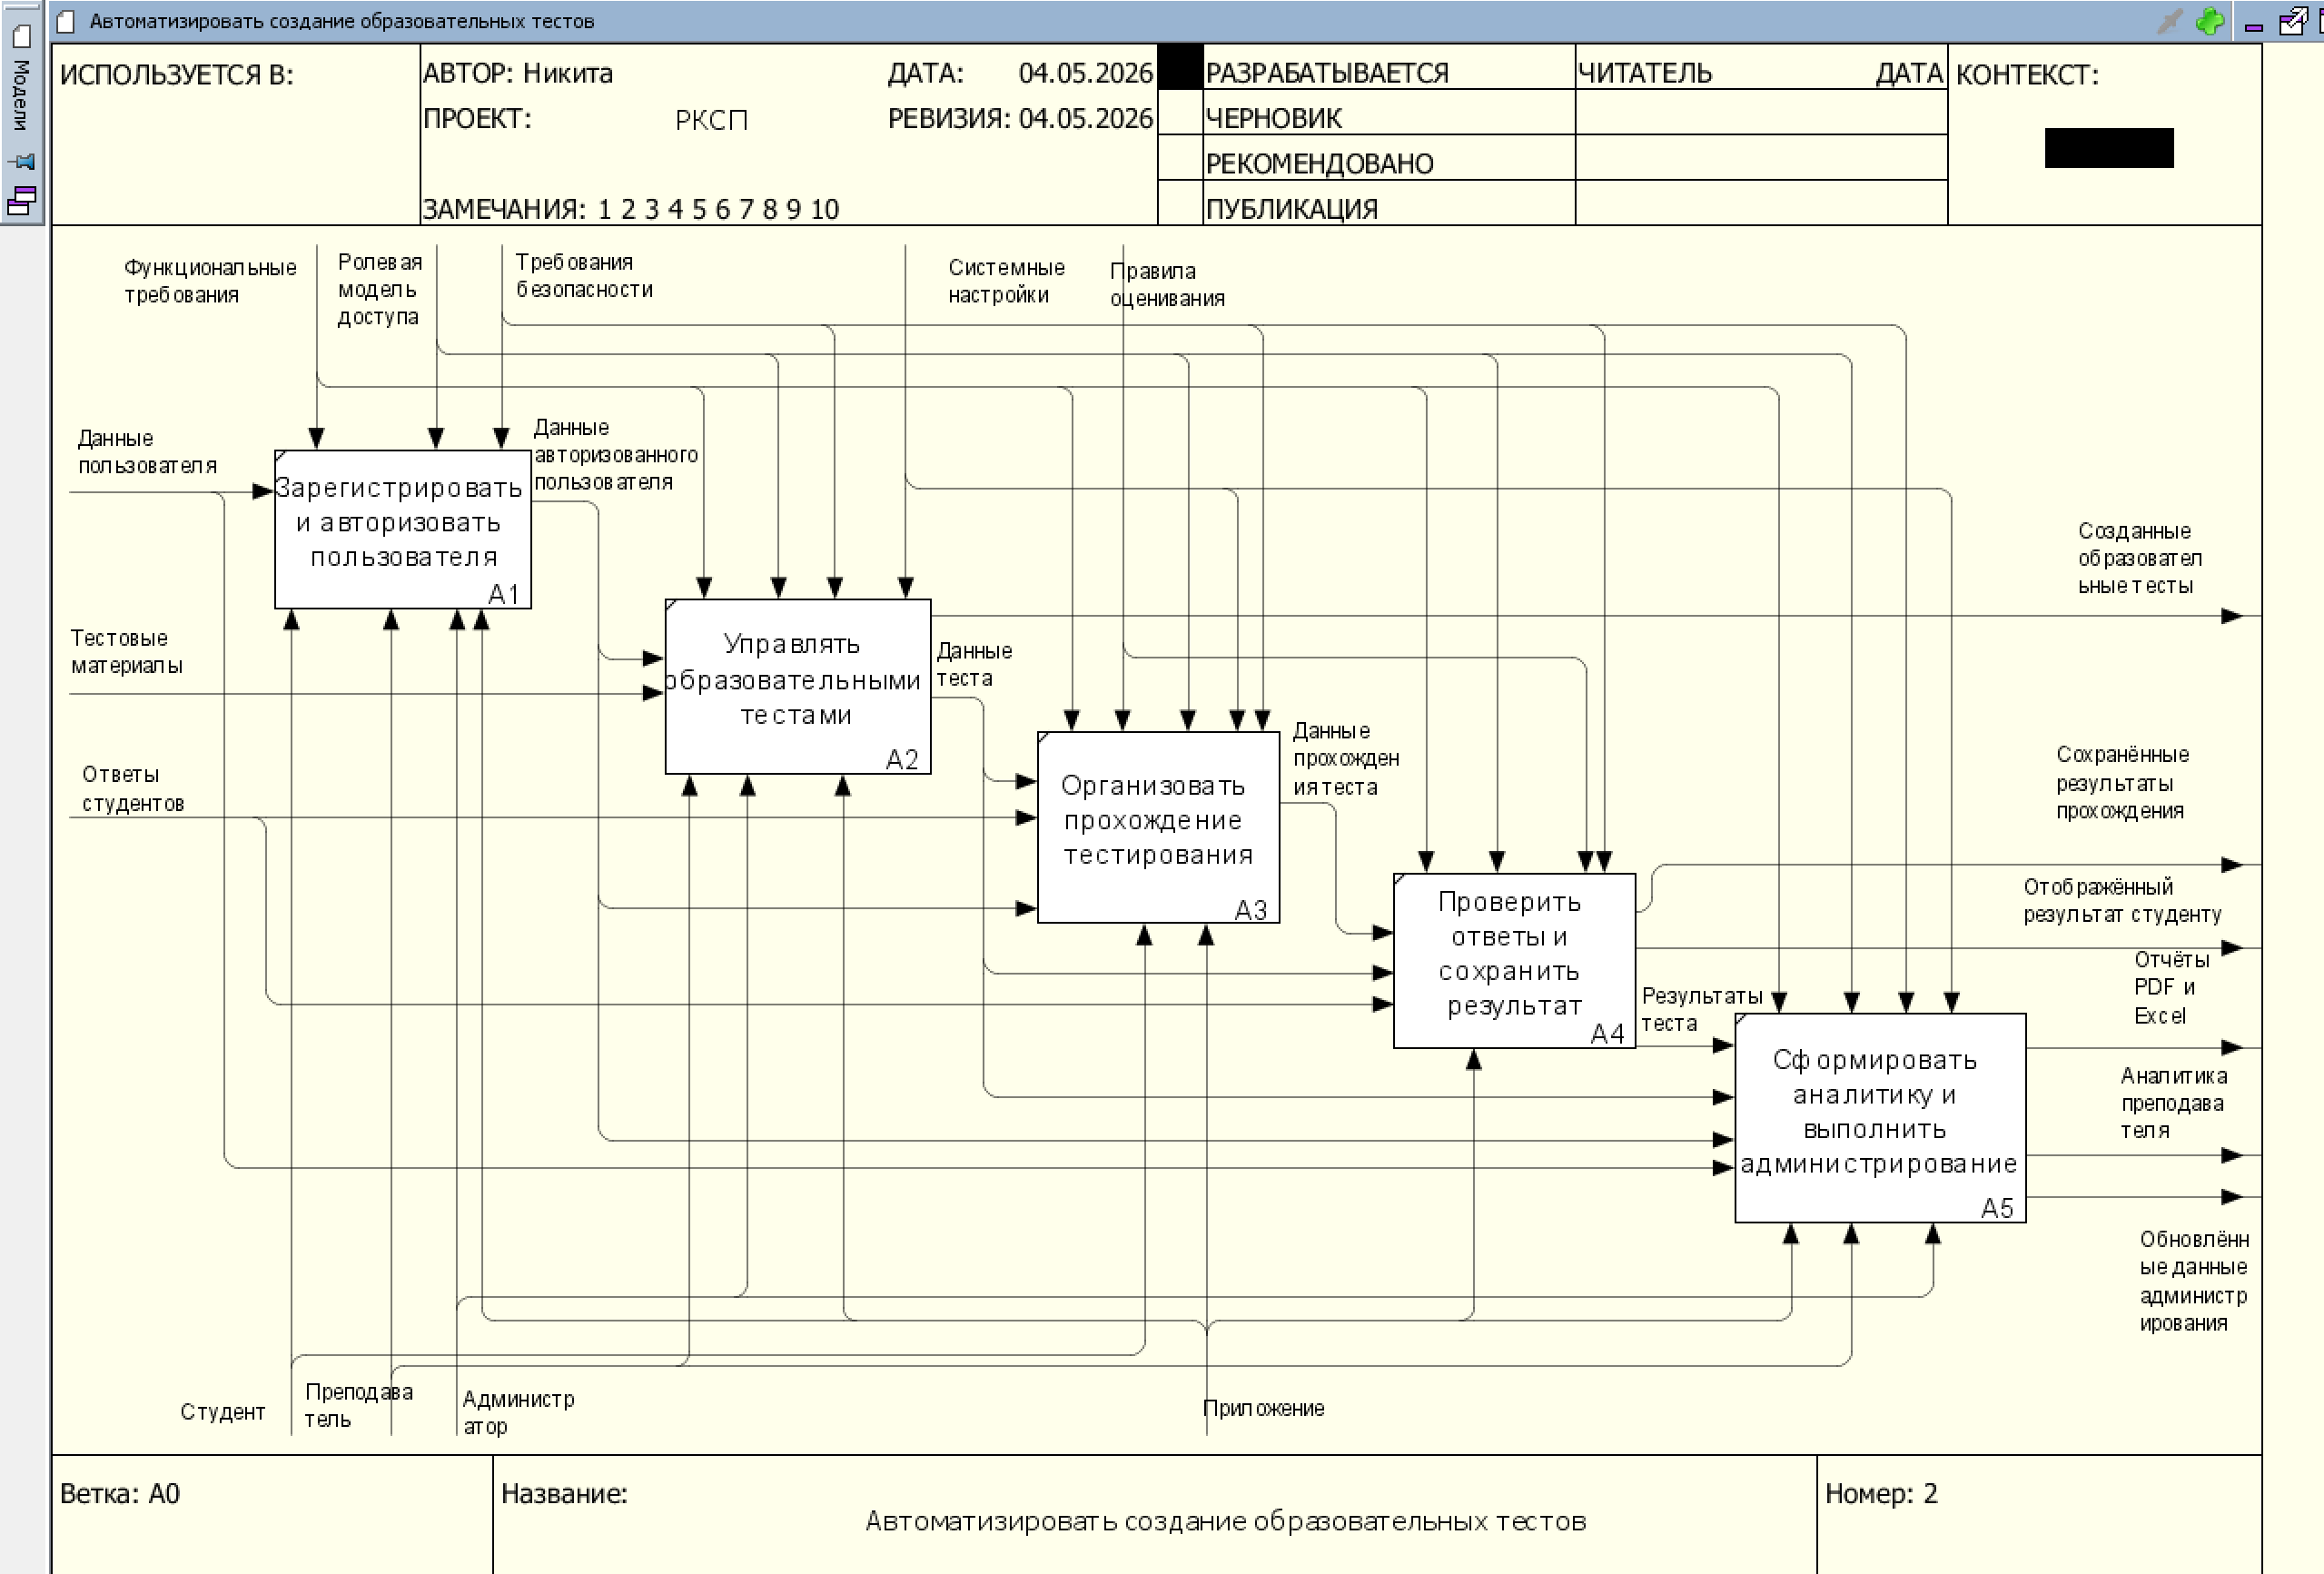 Автоматизировать создание образовательных тестов
Модели
ИСПОЛЬЗУЕТСЯ В:
АВТОР: Никита
ДАТА: 04.05.2026
ПРОЕКТ: РКСП
РЕВИЗИЯ: 04.05.2026
ЗАМЕЧАНИЯ: 1 2 3 4 5 6 7 8 9 10
РАЗРАБАТЫВАЕТСЯ
ЧЕРНОВИК
РЕКОМЕНДОВАНО
ПУБЛИКАЦИЯ
ЧИТАТЕЛЬ
ДАТА
КОНТЕКСТ:
Функциональные
требования
Ролевая
модель
доступа
Требования
безопасности
Системные
настройки
Правила
оценивания
Данные
пользователя
Зарегистрировать
и авторизовать
пользователя
A1
Данные
авторизованного
пользователя
Созданные
образовател
ьные тесты
Тестовые
материалы
Управлять
образовательными
тестами
A2
Данные
теста
Ответы
студентов
Организовать
прохождение
тестирования
A3
Данные
прохожден
ия теста
Сохранённые
результаты
прохождения
Проверить
ответы и
сохранить
результат
A4
Отображённый
результат студенту
Результаты
теста
Отчёты
PDF и
Excel
Сформировать
аналитику и
выполнить
администрирование
A5
Аналитика
преподава
теля
Обновлённ
ые данные
администр
ирования
Студент
Преподава
тель
Администр
атор
Приложение
Ветка: A0
Название:
Автоматизировать создание образовательных тестов
Номер: 2